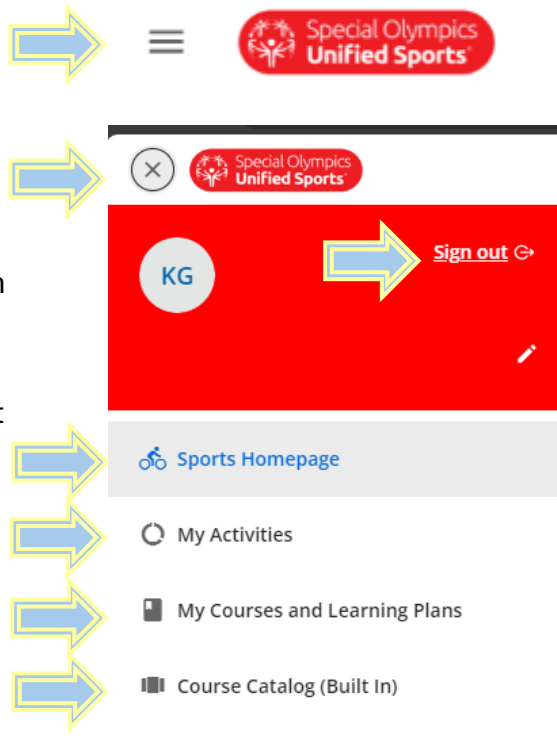 Special Olympics
Unified Sports
Special Olympics
Unified Sports
KG
Sign out
Sports Homepage
My Activities
My Courses and Learning Plans
Course Catalog (Built In)